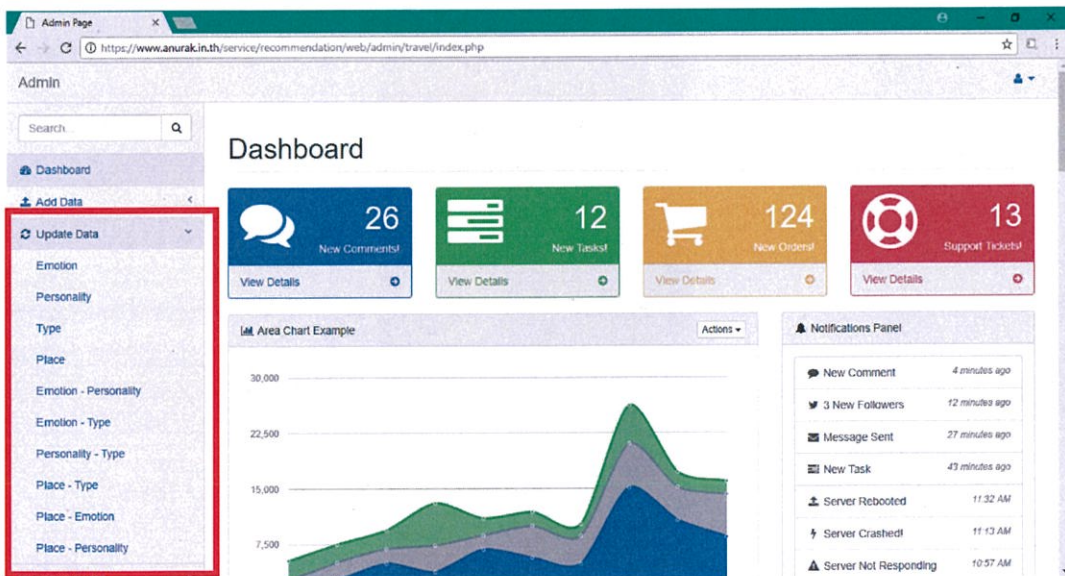 Admin Page
https://www.anurak.in.th/service/recommendation/web/admin/travel/index.php
Admin
Search...
Dashboard
Add Data
Update Data
Emotion
Personality
Type
Place
Emotion - Personality
Emotion - Type
Personality - Type
Place - Type
Place - Emotion
Place - Personality
Dashboard
26
New Comments!
View Details
12
New Tasks!
View Details
124
New Orders!
View Details
13
Support Tickets!
View Details
Area Chart Example
Actions
30,000
22,500
15,000
7,500
Notifications Panel
New Comment 4 minutes ago
3 New Followers 12 minutes ago
Message Sent 27 minutes ago
New Task 43 minutes ago
Server Rebooted 11:32 AM
Server Crashed! 11:13 AM
Server Not Responding 10:57 AM